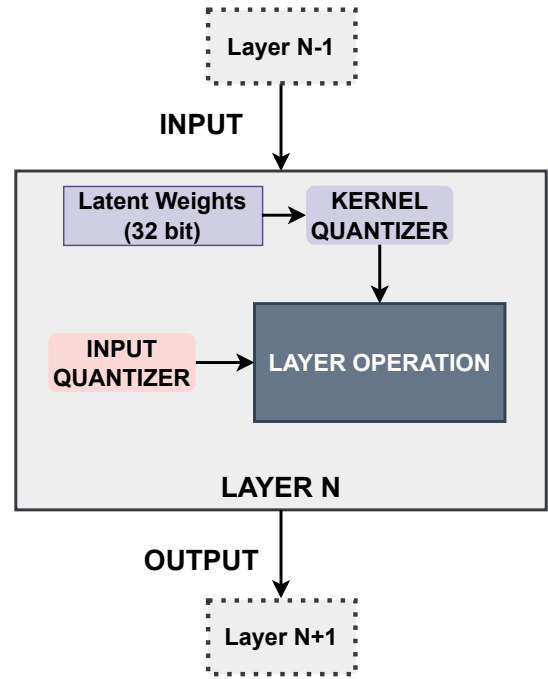 Layer N-1
INPUT
Latent Weights
(32 bit)
KERNEL
QUANTIZER
INPUT
QUANTIZER
LAYER OPERATION
LAYER N
OUTPUT
Layer N+1